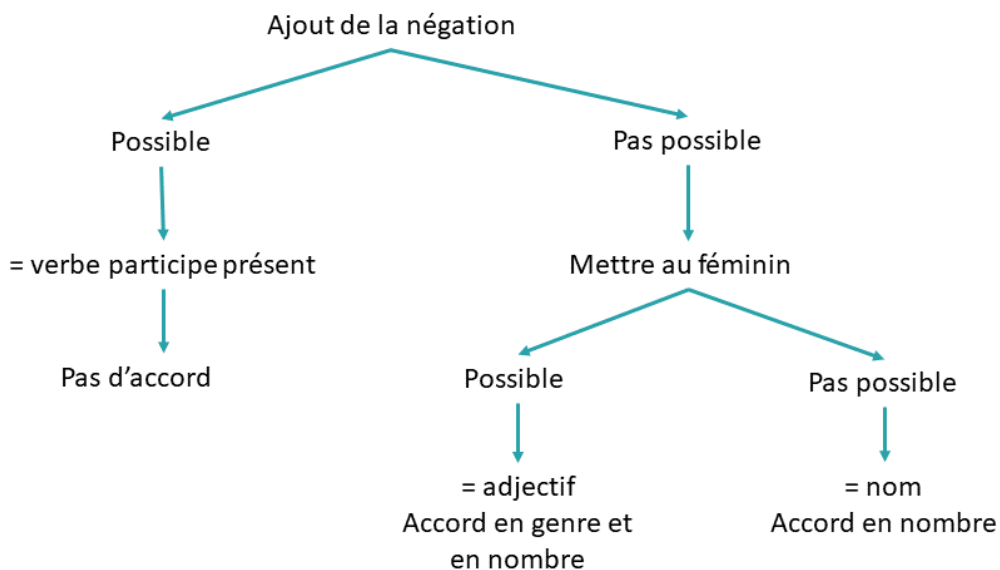 Ajout de la négation
Possible
Pas possible
= verbe participe présent
Mettre au féminin
Pas d’accord
Possible
Pas possible
= adjectif
Accord en genre et
en nombre
= nom
Accord en nombre